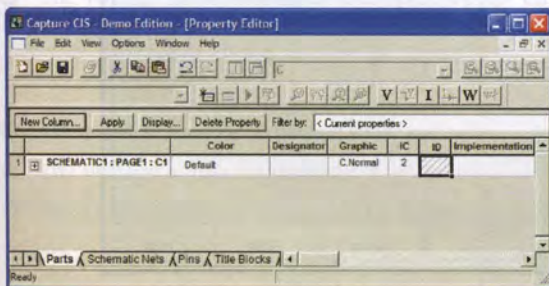 Capture CIS - Demo Edition - [Property Editor]
File Edit View Options Window Help
V I W
New Column... Apply Display... Delete Property Filter by: < Current properties >
Color Designator Graphic IC ID Implementation
1 SCHEMATIC1 : PAGE1 : C1 Default C.Normal 2
Parts Schematic Nets Pins Title Blocks
Ready